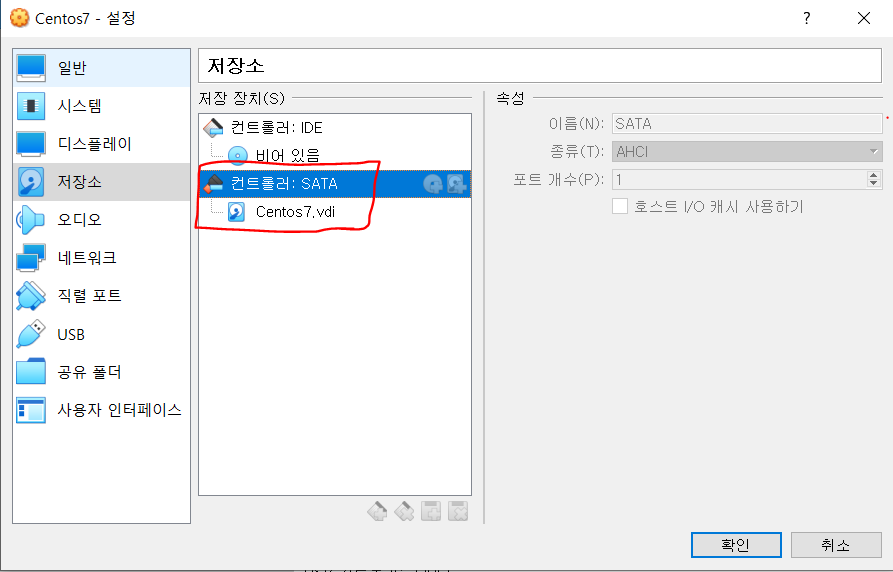 Centos7 - 설정
?
일반
시스템
디스플레이
저장소
오디오
네트워크
직렬 포트
USB
공유 폴더
사용자 인터페이스
저장소
저장 장치(S)
컨트롤러: IDE
비어 있음
컨트롤러: SATA
Centos7.vdi
속성
이름(N): SATA
종류(T): AHCI
포트 개수(P): 1
호스트 I/O 캐시 사용하기
확인
취소